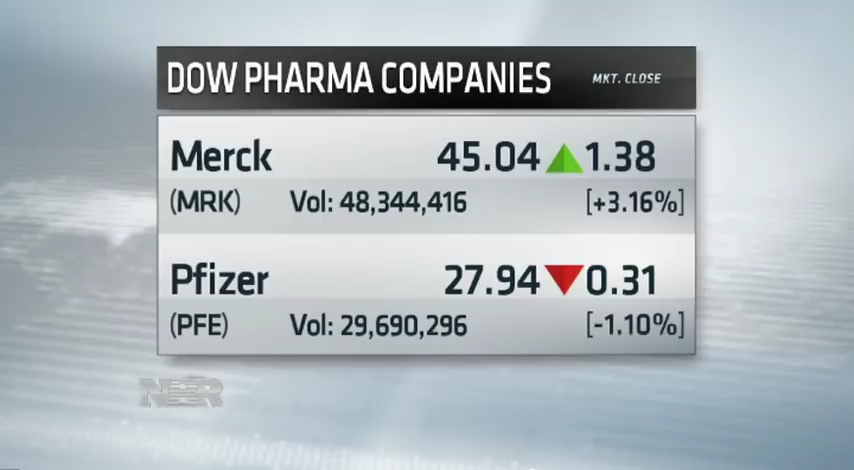 DOW PHARMA COMPANIES MKT. CLOSE
Merck 45.04 ▲ 1.38
(MRK) Vol: 48,344,416 [+3.16%]
Pfizer 27.94 ▼ 0.31
(PFE) Vol: 29,690,296 [-1.10%]